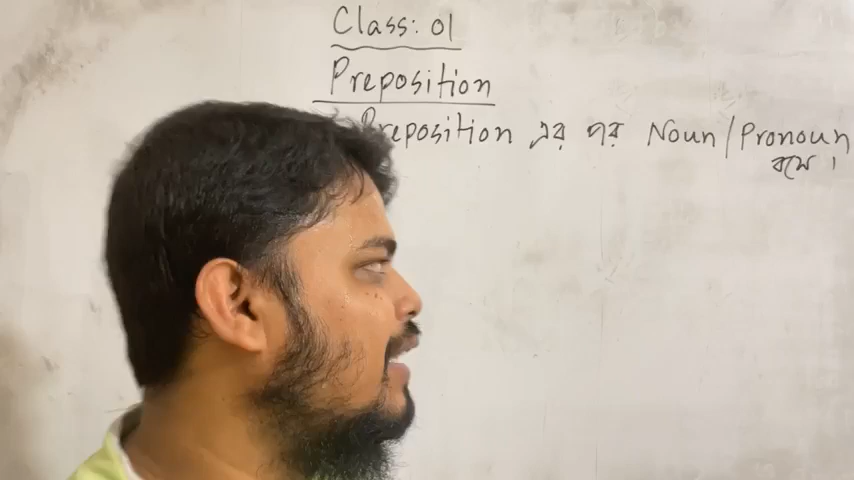 Class: 01
Preposition
Preposition এর পর Noun/Pronoun
বসে।